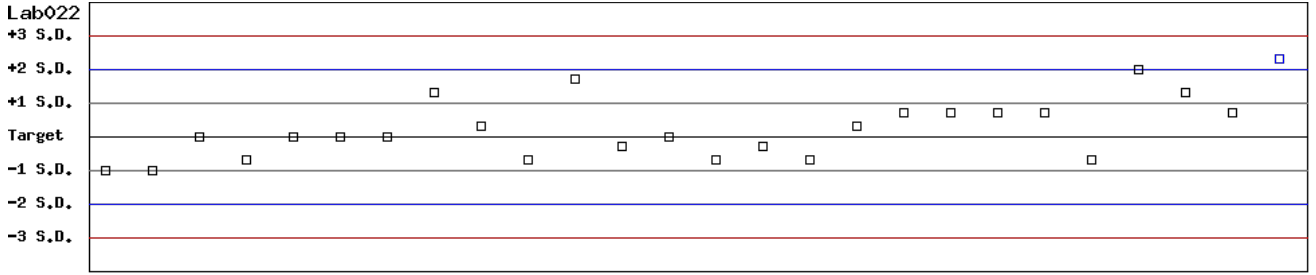 Lab022
+3 S.D.
+2 S.D.
+1 S.D.
Target
-1 S.D.
-2 S.D.
-3 S.D.